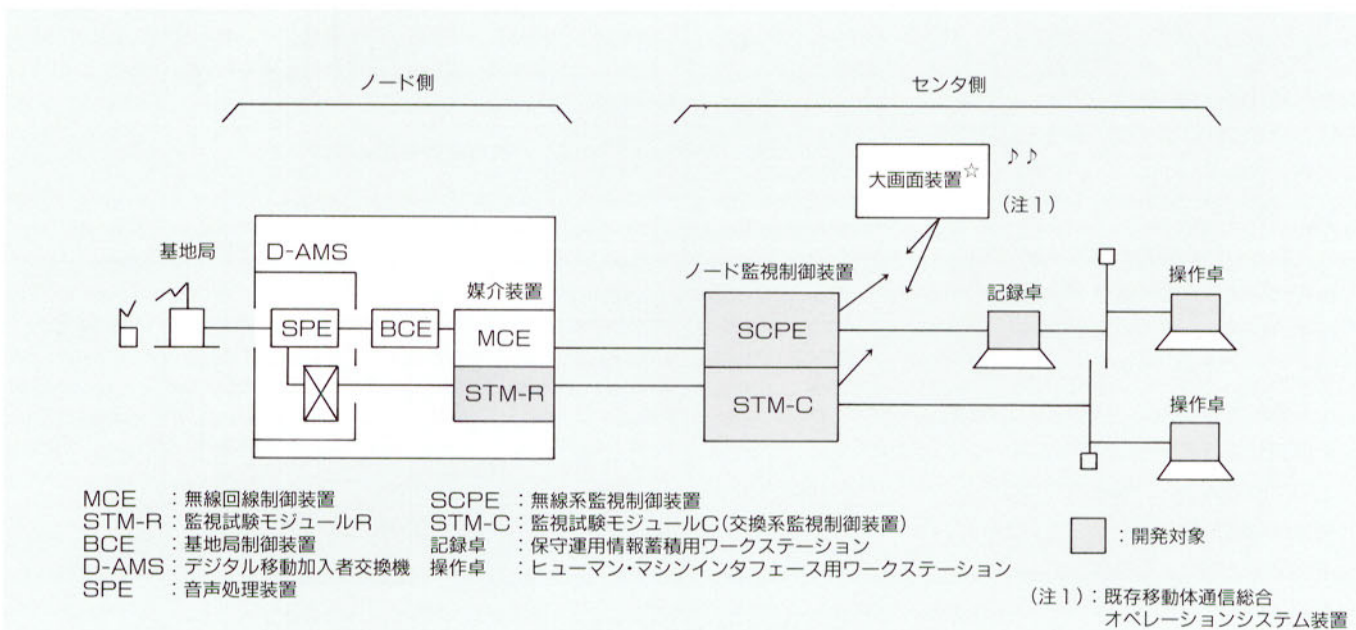 ノード側
センタ側
大画面装置☆ ♪♪
(注1)
基地局
D-AMS
媒介装置
SPE
BCE
MCE
STM-R
ノード監視制御装置
SCPE
STM-C
記録卓
操作卓
操作卓
MCE :無線回線制御装置
STM-R:監視試験モジュールR
BCE :基地局制御装置
D-AMS:デジタル移動加入者交換機
SPE :音声処理装置
SCPE :無線系監視制御装置
STM-C:監視試験モジュールC(交換系監視制御装置)
記録卓 :保守運用情報蓄積用ワークステーション
操作卓 :ヒューマン・マシンインタフェース用ワークステーション
:開発対象
(注1):既存移動体通信総合
オペレーションシステム装置